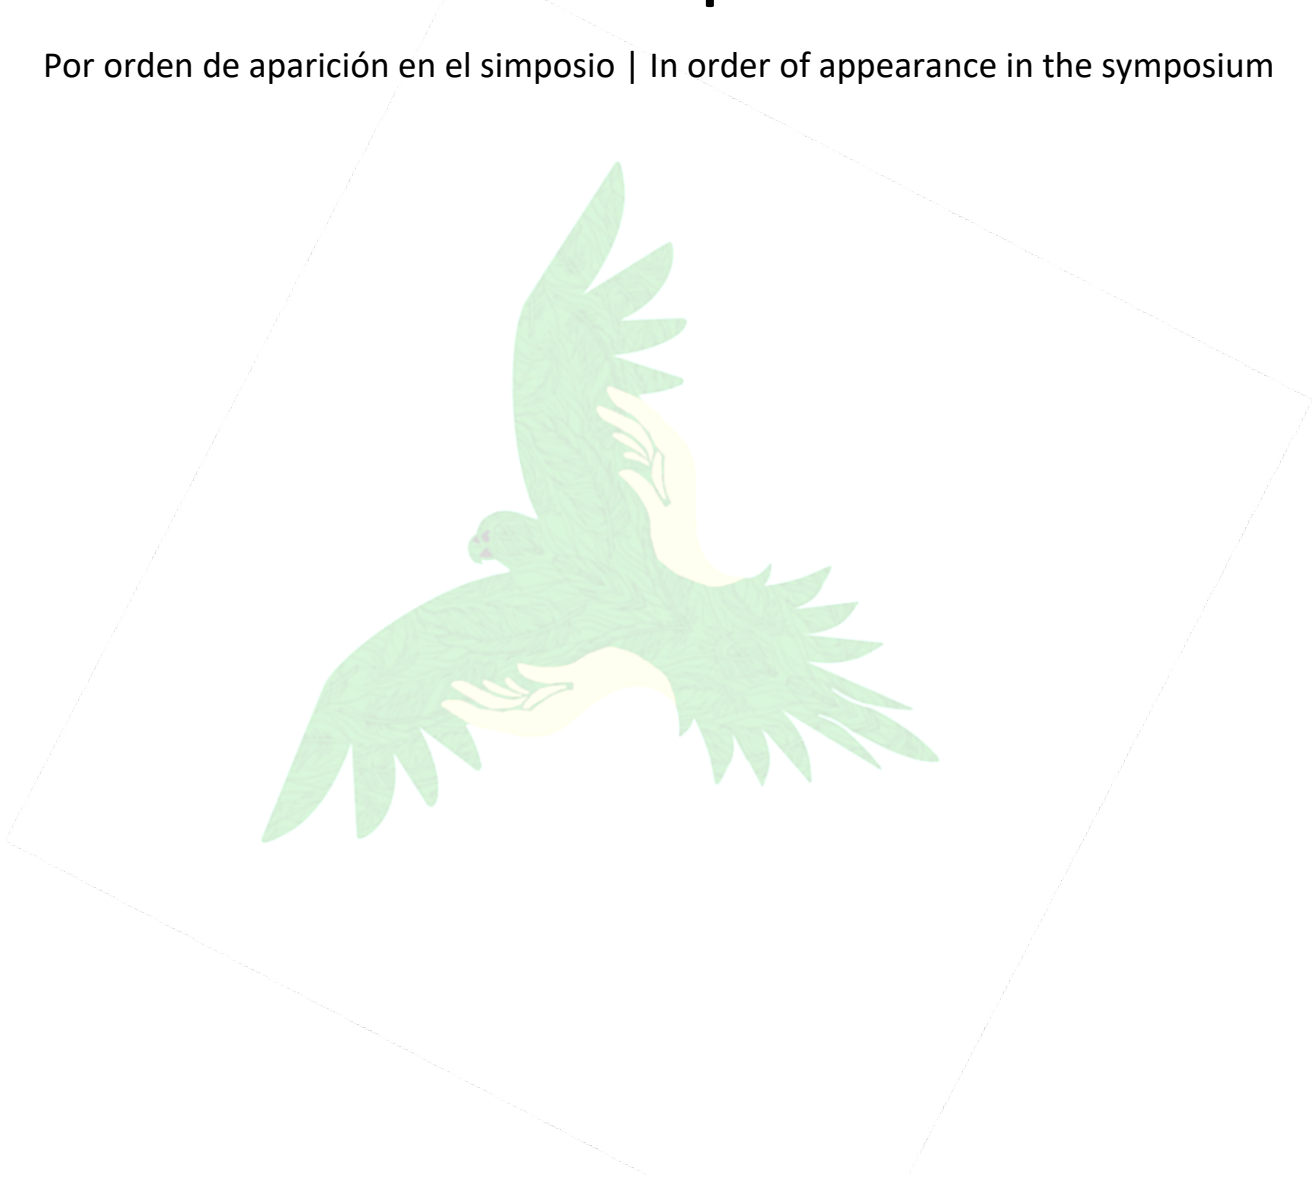 Por orden de aparición en el simposio | In order of appearance in the symposium